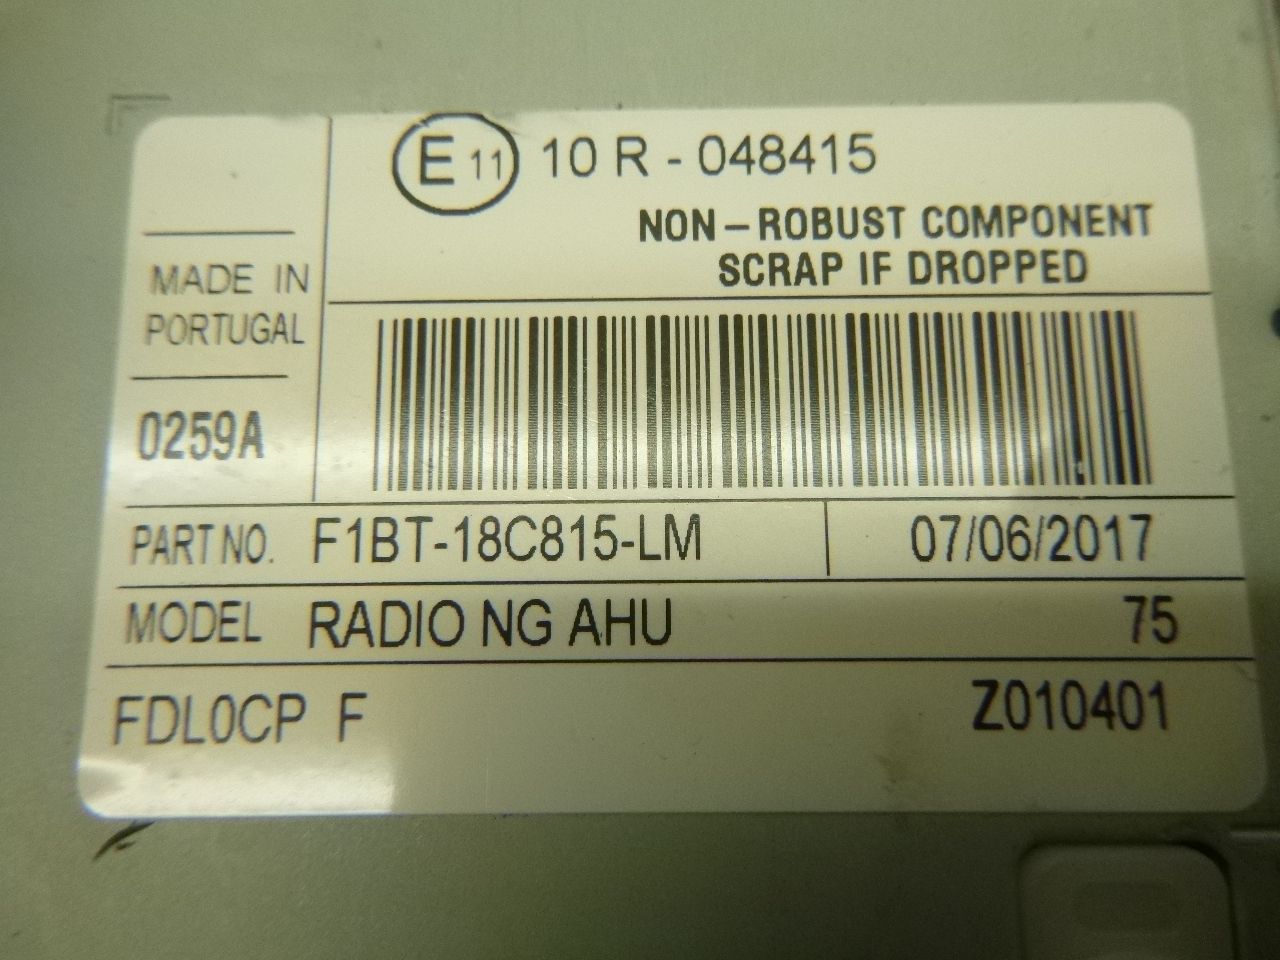 E 11 10 R - 048415
NON-ROBUST COMPONENT
SCRAP IF DROPPED
MADE IN
PORTUGAL
0259A
PART NO. F1BT-18C815-LM 07/06/2017
MODEL RADIO NG AHU 75
FDL0CP F Z010401